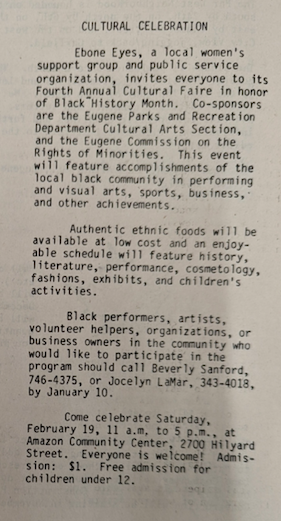 CULTURAL CELEBRATION
Ebone Eyes, a local women's
support group and public service
organization, invites everyone to its
Fourth Annual Cultural Faire in honor
of Black History Month. Co-sponsors
are the Eugene Parks and Recreation
Department Cultural Arts Section,
and the Eugene Commission on the
Rights of Minorities. This event
will feature accomplishments of the
local black community in performing
and visual arts, sports, business,
and other achievements.
Authentic ethnic foods will be
available at low cost and an enjoy-
able schedule will feature history,
literature, performance, cosmetology,
fashions, exhibits, and children's
activities.
Black performers, artists,
volunteer helpers, organizations, or
business owners in the community who
would like to participate in the
program should call Beverly Sanford,
746-4375, or Jocelyn LaMar, 343-4018,
by January 10.
Come celebrate Saturday,
February 19, 11 a.m. to 5 p.m., at
Amazon Community Center, 2700 Hilyard
Street. Everyone is welcome! Admis-
sion: $1. Free admission for
children under 12.